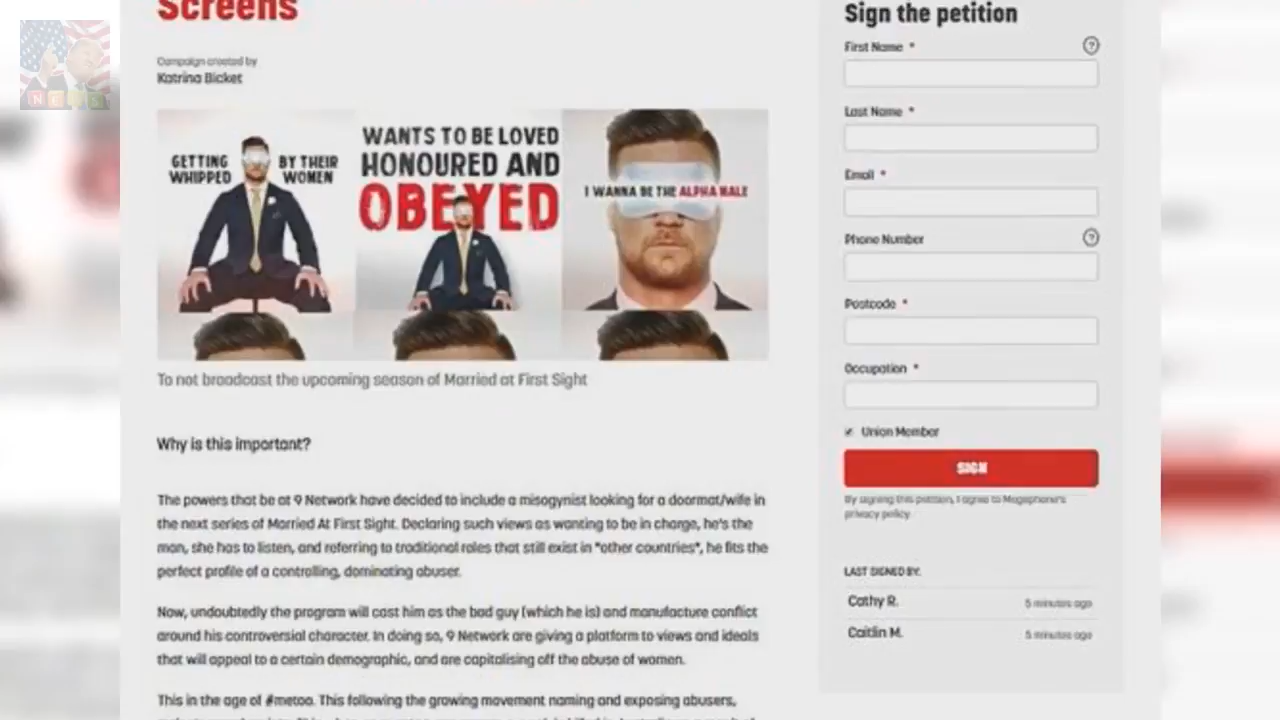 Screens
Campaign created by
Katrina Bicket
GETTING WHIPPED
BY THEIR WOMEN
WANTS TO BE LOVED
HONOURED AND
OBEYED
I WANNA BE THE ALPHA MALE
To not broadcast the upcoming season of Married at First Sight
Why is this important?
The powers that be at 9 Network have decided to include a misogynist looking for a doormat/wife in
the next series of Married At First Sight. Declaring such views as wanting to be in charge, he's the
man, she has to listen, and referring to traditional roles that still exist in "other countries", he fits the
perfect profile of a controlling, dominating abuser.
Now, undoubtedly the program will cast him as the bad guy (which he is) and manufacture conflict
around his controversial character. In doing so, 9 Network are giving a platform to views and ideals
that will appeal to a certain demographic, and are capitalising off the abuse of women.
This in the age of #metoo. This following the growing movement naming and exposing abusers,
Sign the petition
First Name *
?
Last Name *
Email *
Phone Number
?
Postcode *
Occupation *
Union Member
SIGN
By signing this petition, I agree to Megaphone's
privacy policy.
LAST SIGNED BY:
Cathy R.
5 minutes ago
Caitlin M.
5 minutes ago
NEWS